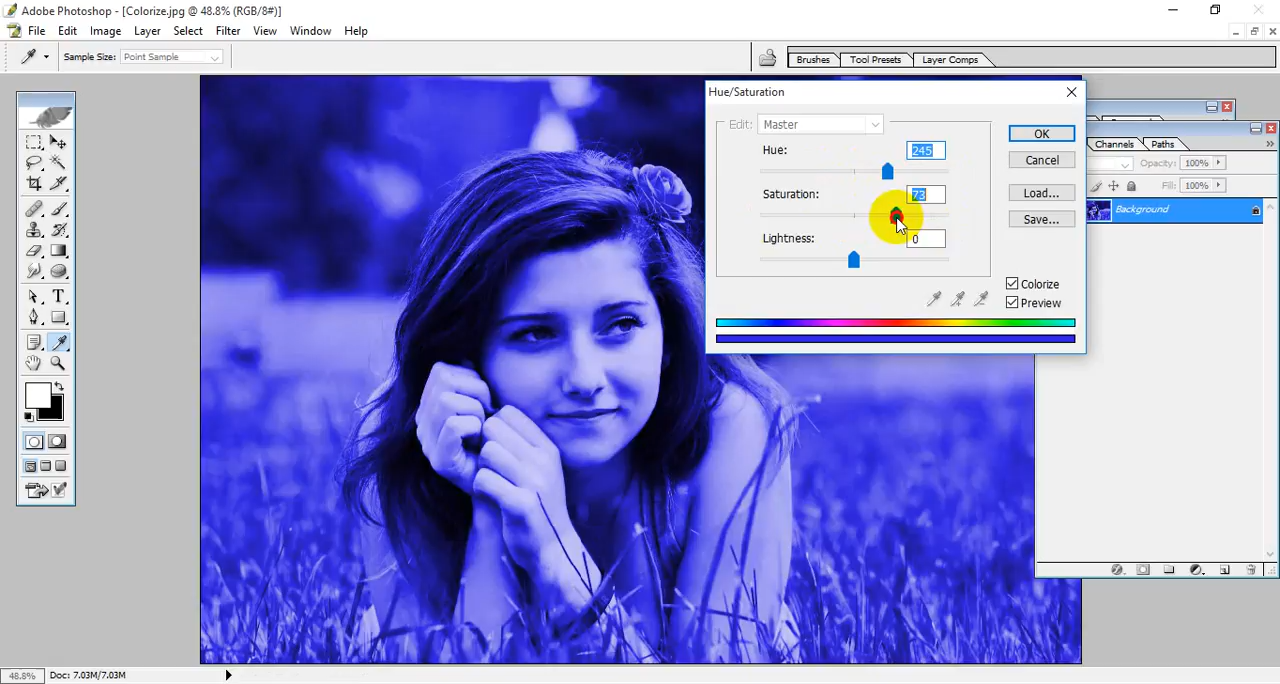 Adobe Photoshop - [Colorize.jpg @ 48.8% (RGB/8#)]
File Edit Image Layer Select Filter View Window Help
Sample Size: Point Sample
Brushes Tool Presets Layer Comps
Hue/Saturation
Edit: Master
Hue: 245
OK
Cancel
Saturation: 73
Load...
Save...
Lightness: 0
Colorize
Preview
Channels Paths
Opacity: 100%
Fill: 100%
Background
T
48.8% Doc: 7.03M/7.03M